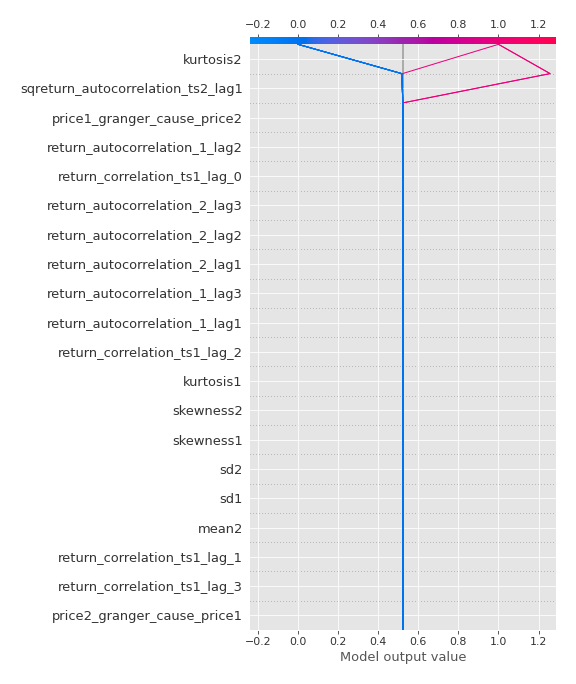 −0.2 0.0 0.2 0.4 0.6 0.8 1.0 1.2
kurtosis2
sqreturn_autocorrelation_ts2_lag1
price1_granger_cause_price2
return_autocorrelation_1_lag2
return_correlation_ts1_lag_0
return_autocorrelation_2_lag3
return_autocorrelation_2_lag2
return_autocorrelation_2_lag1
return_autocorrelation_1_lag3
return_autocorrelation_1_lag1
return_correlation_ts1_lag_2
kurtosis1
skewness2
skewness1
sd2
sd1
mean2
return_correlation_ts1_lag_1
return_correlation_ts1_lag_3
price2_granger_cause_price1
−0.2 0.0 0.2 0.4 0.6 0.8 1.0 1.2
Model output value